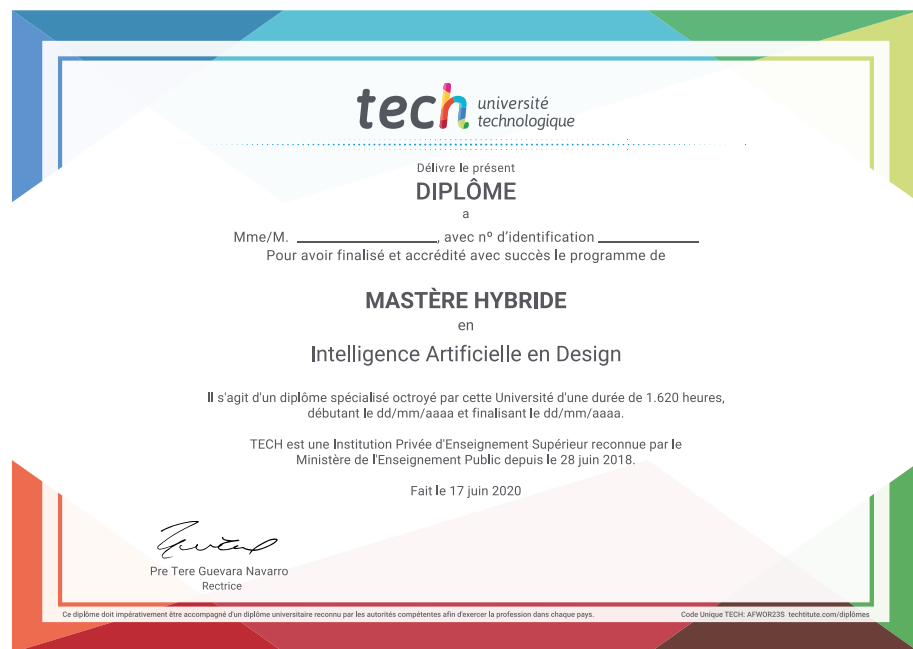 tech université
technologique
Délivre le présent
DIPLÔME
a
Mme/M. ____________________, avec nº d'identification ______________
Pour avoir finalisé et accrédité avec succès le programme de
MASTÈRE HYBRIDE
en
Intelligence Artificielle en Design
Il s'agit d'un diplôme spécialisé octroyé par cette Université d'une durée de 1.620 heures,
débutant le dd/mm/aaaa et finalisant le dd/mm/aaaa.
TECH est une Institution Privée d'Enseignement Supérieur reconnue par le
Ministère de l'Enseignement Public depuis le 28 juin 2018.
Fait le 17 juin 2020
Pre Tere Guevara Navarro
Rectrice
Ce diplôme doit impérativement être accompagné d'un diplôme universitaire reconnu par les autorités compétentes afin d'exercer la profession dans chaque pays.
Code Unique TECH: AFWOR23S techtitute.com/diplômes